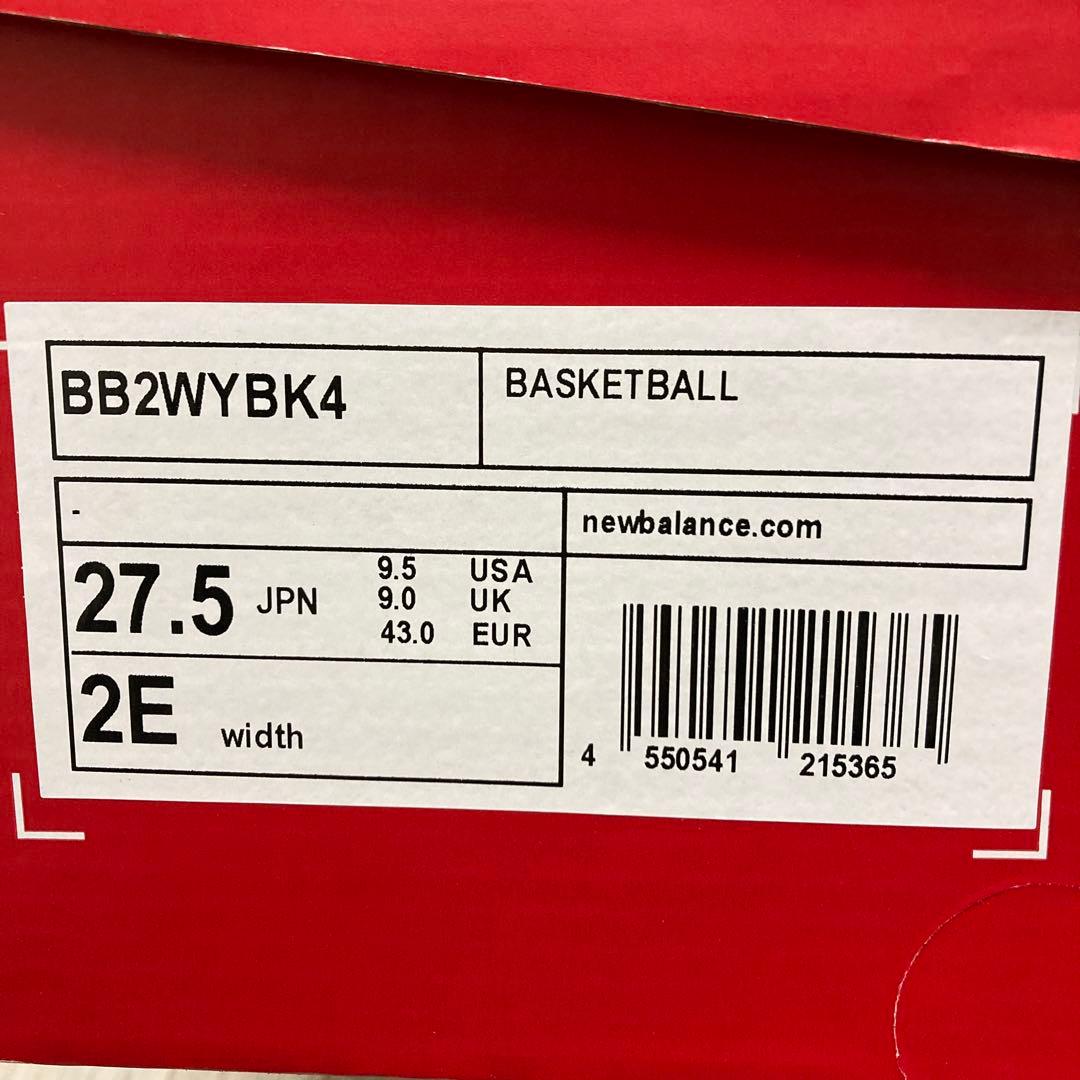 BB2WYBK4
BASKETBALL
-
newbalance.com
27.5 JPN
9.5 USA
9.0 UK
43.0 EUR
2E width
4 550541 215365